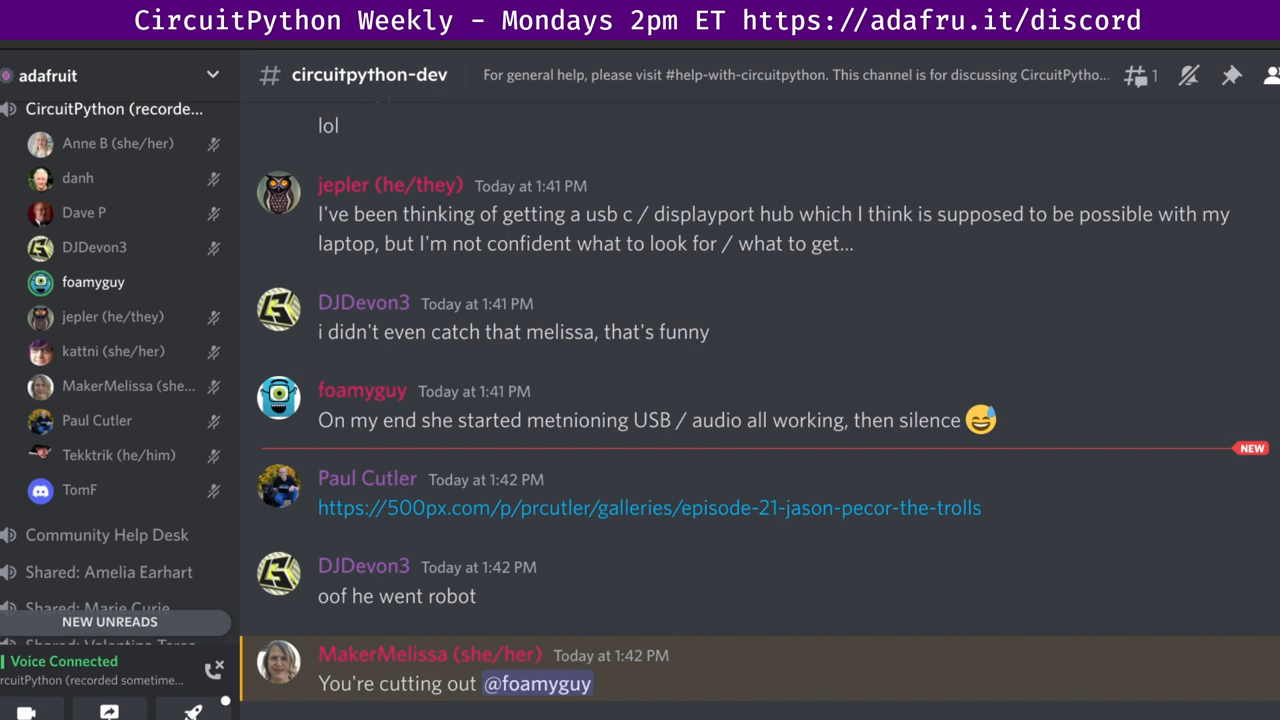 CircuitPython Weekly - Mondays 2pm ET https://adafru.it/discord
adafruit
CircuitPython (recorde...
Anne B (she/her)
danh
Dave P
DJDevon3
foamyguy
jepler (he/they)
kattni (she/her)
MakerMelissa (she...
Paul Cutler
Tekktrik (he/him)
TomF
Community Help Desk
Shared: Amelia Earhart
Shared: Marie Curie
NEW UNREADS
Voice Connected
rcuitPython (recorded sometime...
# circuitpython-dev
For general help, please visit #help-with-circuitpython. This channel is for discussing CircuitPytho...
1
lol
jepler (he/they) Today at 1:41 PM
I've been thinking of getting a usb c / displayport hub which I think is supposed to be possible with my
laptop, but I'm not confident what to look for / what to get...
DJDevon3 Today at 1:41 PM
i didn't even catch that melissa, that's funny
foamyguy Today at 1:41 PM
On my end she started metnioning USB / audio all working, then silence 😅
NEW
Paul Cutler Today at 1:42 PM
https://500px.com/p/prcutler/galleries/episode-21-jason-pecor-the-trolls
DJDevon3 Today at 1:42 PM
oof he went robot
MakerMelissa (she/her) Today at 1:42 PM
You're cutting out @foamyguy